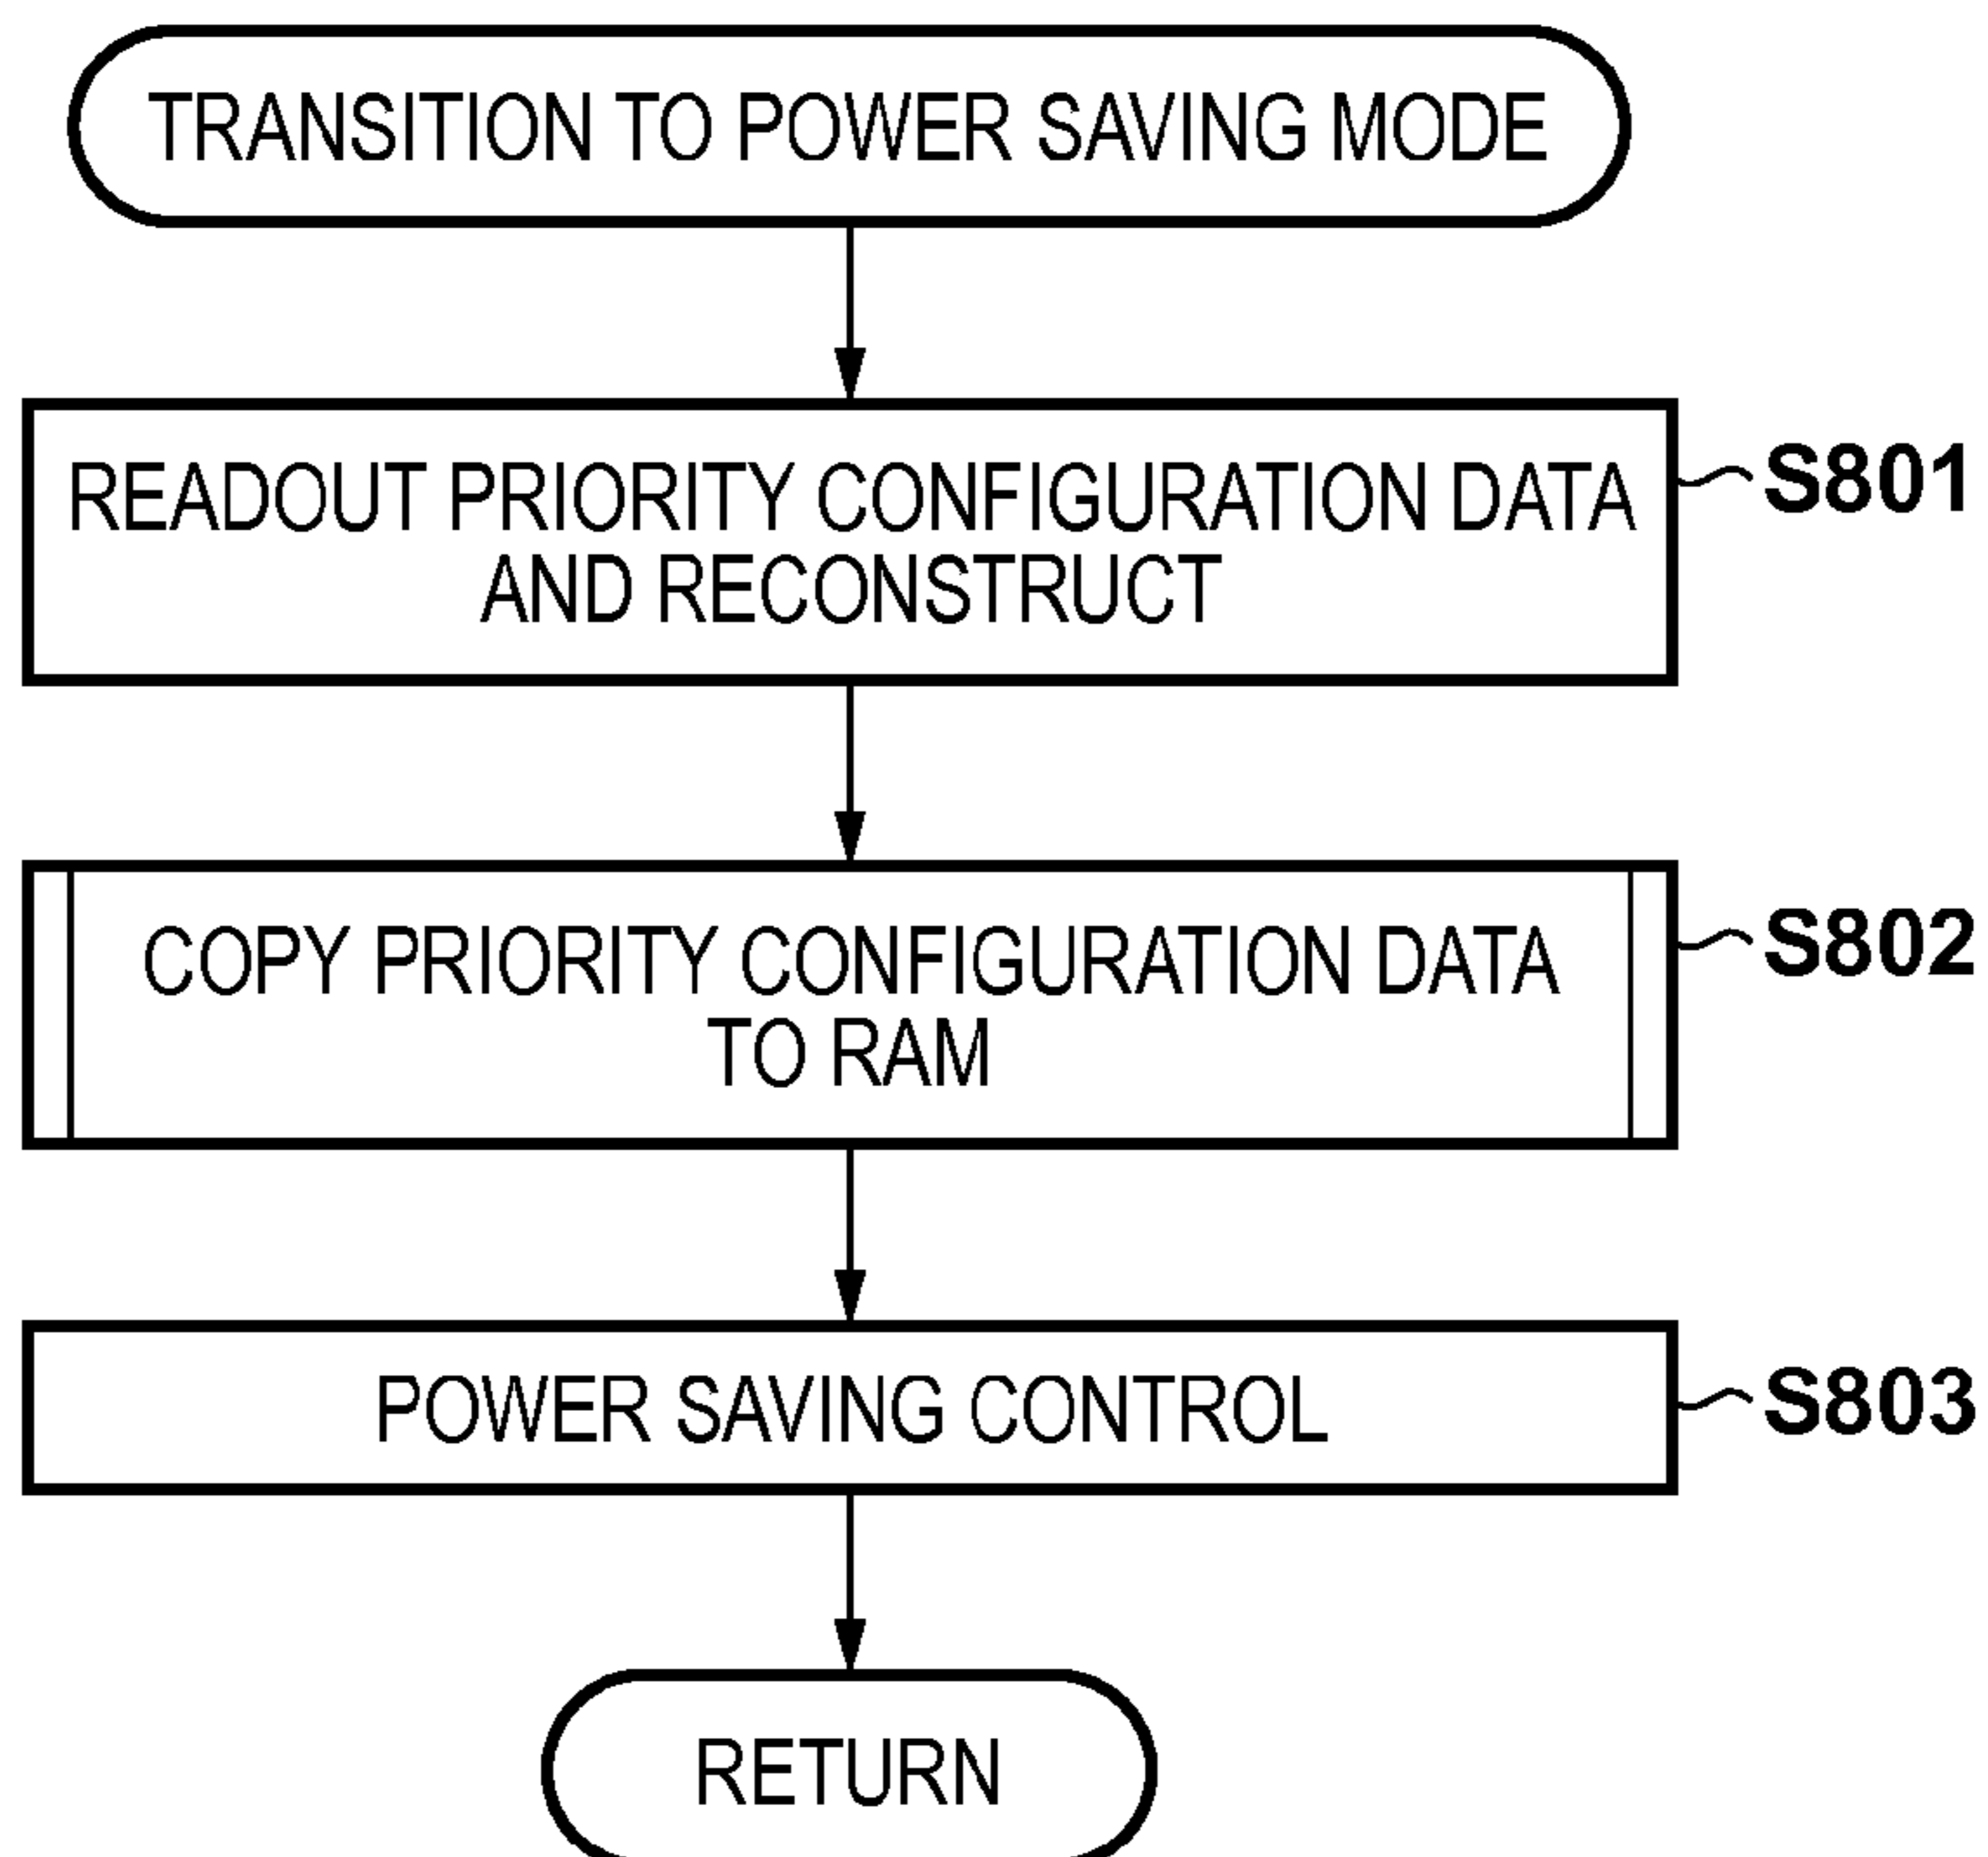 TRANSITION TO POWER SAVING MODE
READOUT PRIORITY CONFIGURATION DATA
AND RECONSTRUCT
S801
COPY PRIORITY CONFIGURATION DATA
TO RAM
S802
POWER SAVING CONTROL
S803
RETURN